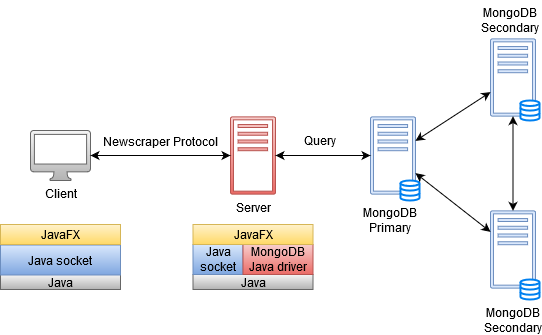 MongoDB
Secondary
Newscraper Protocol
Query
Client
Server
MongoDB
Primary
JavaFX
Java socket
Java
JavaFX
Java
socket
MongoDB
Java driver
Java
MongoDB
Secondary